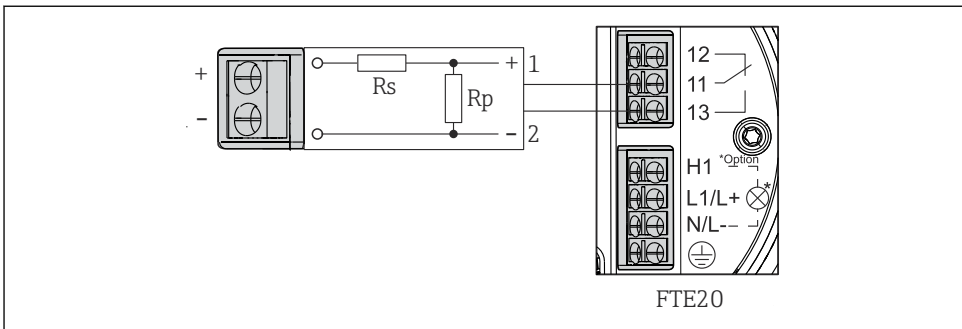 +
-
Rs
Rp
+ 1
- 2
12
11
13
H1 *Option
L1/L+ *
N/L-
FTE20